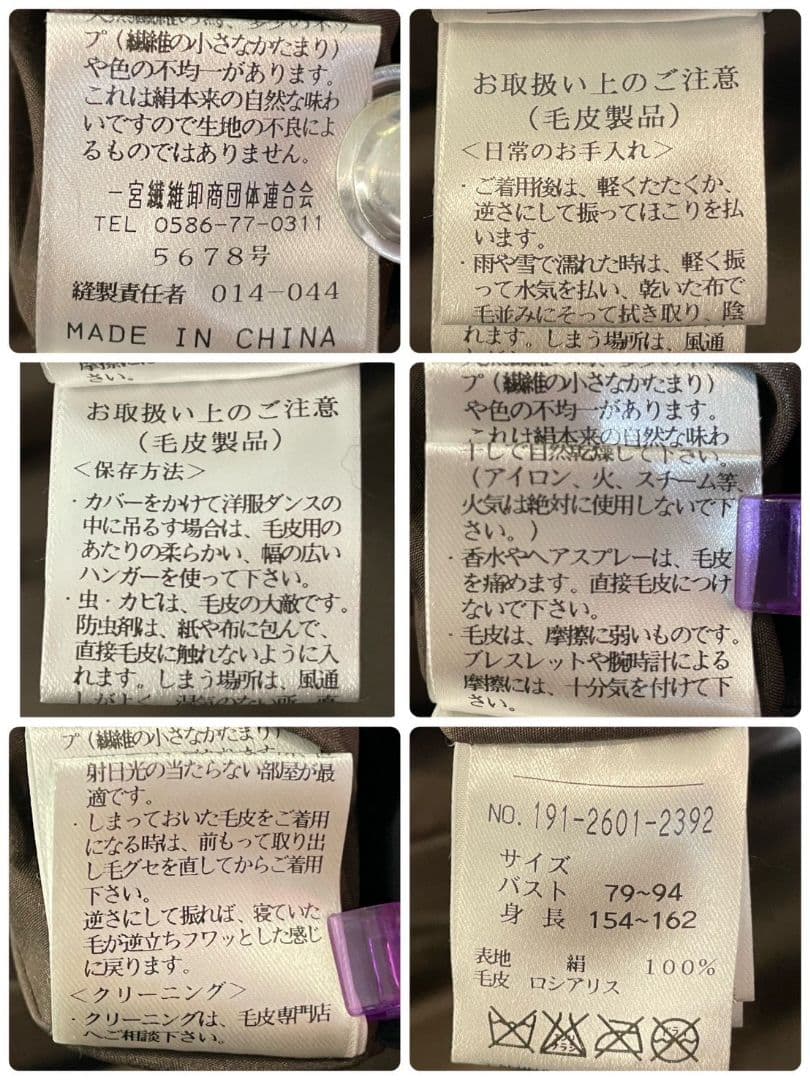 プ（繊維の小さなかたまり）
や色の不均一があります。
これは絹本来の自然な味わ
いですので生地の不良によ
るものではありません。
一宮繊維卸商団体連合会
TEL 0586-77-0311
5678号
縫製責任者 014-044
MADE IN CHINA
さい。
お取扱い上のご注意
（毛皮製品）
＜日常のお手入れ＞
・ご着用後は、軽くたたくか、
逆さにして振ってほこりを払
います。
・雨や雪で濡れた時は、軽く振
って水気を払い、乾いた布で
毛並みにそって拭き取り、陰
れます。しまう場所は、風通
さい。
お取扱い上のご注意
（毛皮製品）
＜保存方法＞
・カバーをかけて洋服ダンスの
中に吊るす場合は、毛皮用の
あたりの柔らかい、幅の広い
ハンガーを使って下さい。
・虫・カビは、毛皮の大敵です。
防虫剤は、紙や布に包んで、
直接毛皮に触れないように入
れます。しまう場所は、風通
プ（繊維の小さなかたまり）
や色の不均一があります。
これは絹本来の自然な味わ
干しで自然乾燥して下さい。
（アイロン、火、スチーム等、
火気は絶対に使用しないで下
さい。）
・香水やヘアスプレーは、毛皮
を痛めます。直接毛皮につけ
ないで下さい。
・毛皮は、摩擦に弱いものです。
ブレスレットや腕時計による
摩擦には、十分気を付けて下
さい。
プ（繊維の小さなかたまり）
射日光の当たらない部屋が最
適です。
・しまっておいた毛皮をご着用
になる時は、前もって取り出
し毛グセを直してからご着用
下さい。
逆さにして振れば、寝ていた
毛が逆立ちフワッとした感じ
に戻ります。
＜クリーニング＞
・クリーニングは、毛皮専門店
へご相談下さい。
NO. 191-2601-2392
サイズ
バスト 79~94
身長 154~162
表地 絹 100%
毛皮 ロシアリス